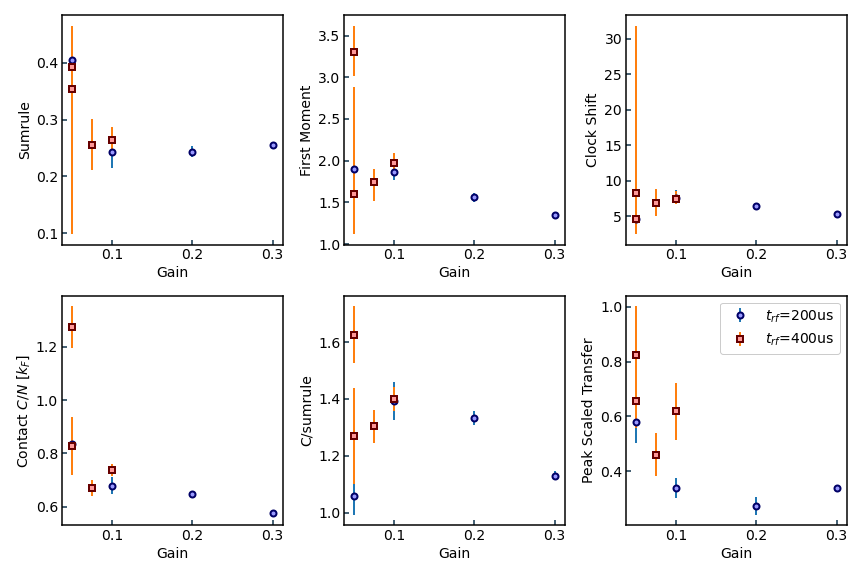 Sumrule
0.4
0.3
0.2
0.1
0.1 0.2 0.3
Gain
First Moment
3.5
3.0
2.5
2.0
1.5
1.0
0.1 0.2 0.3
Gain
Clock Shift
30
25
20
15
10
5
0.1 0.2 0.3
Gain
Contact C/N [k_F]
1.2
1.0
0.8
0.6
0.1 0.2 0.3
Gain
C/sumrule
1.6
1.4
1.2
1.0
0.1 0.2 0.3
Gain
Peak Scaled Transfer
1.0
0.8
0.6
0.4
0.1 0.2 0.3
Gain
t_rf=200us
t_rf=400us